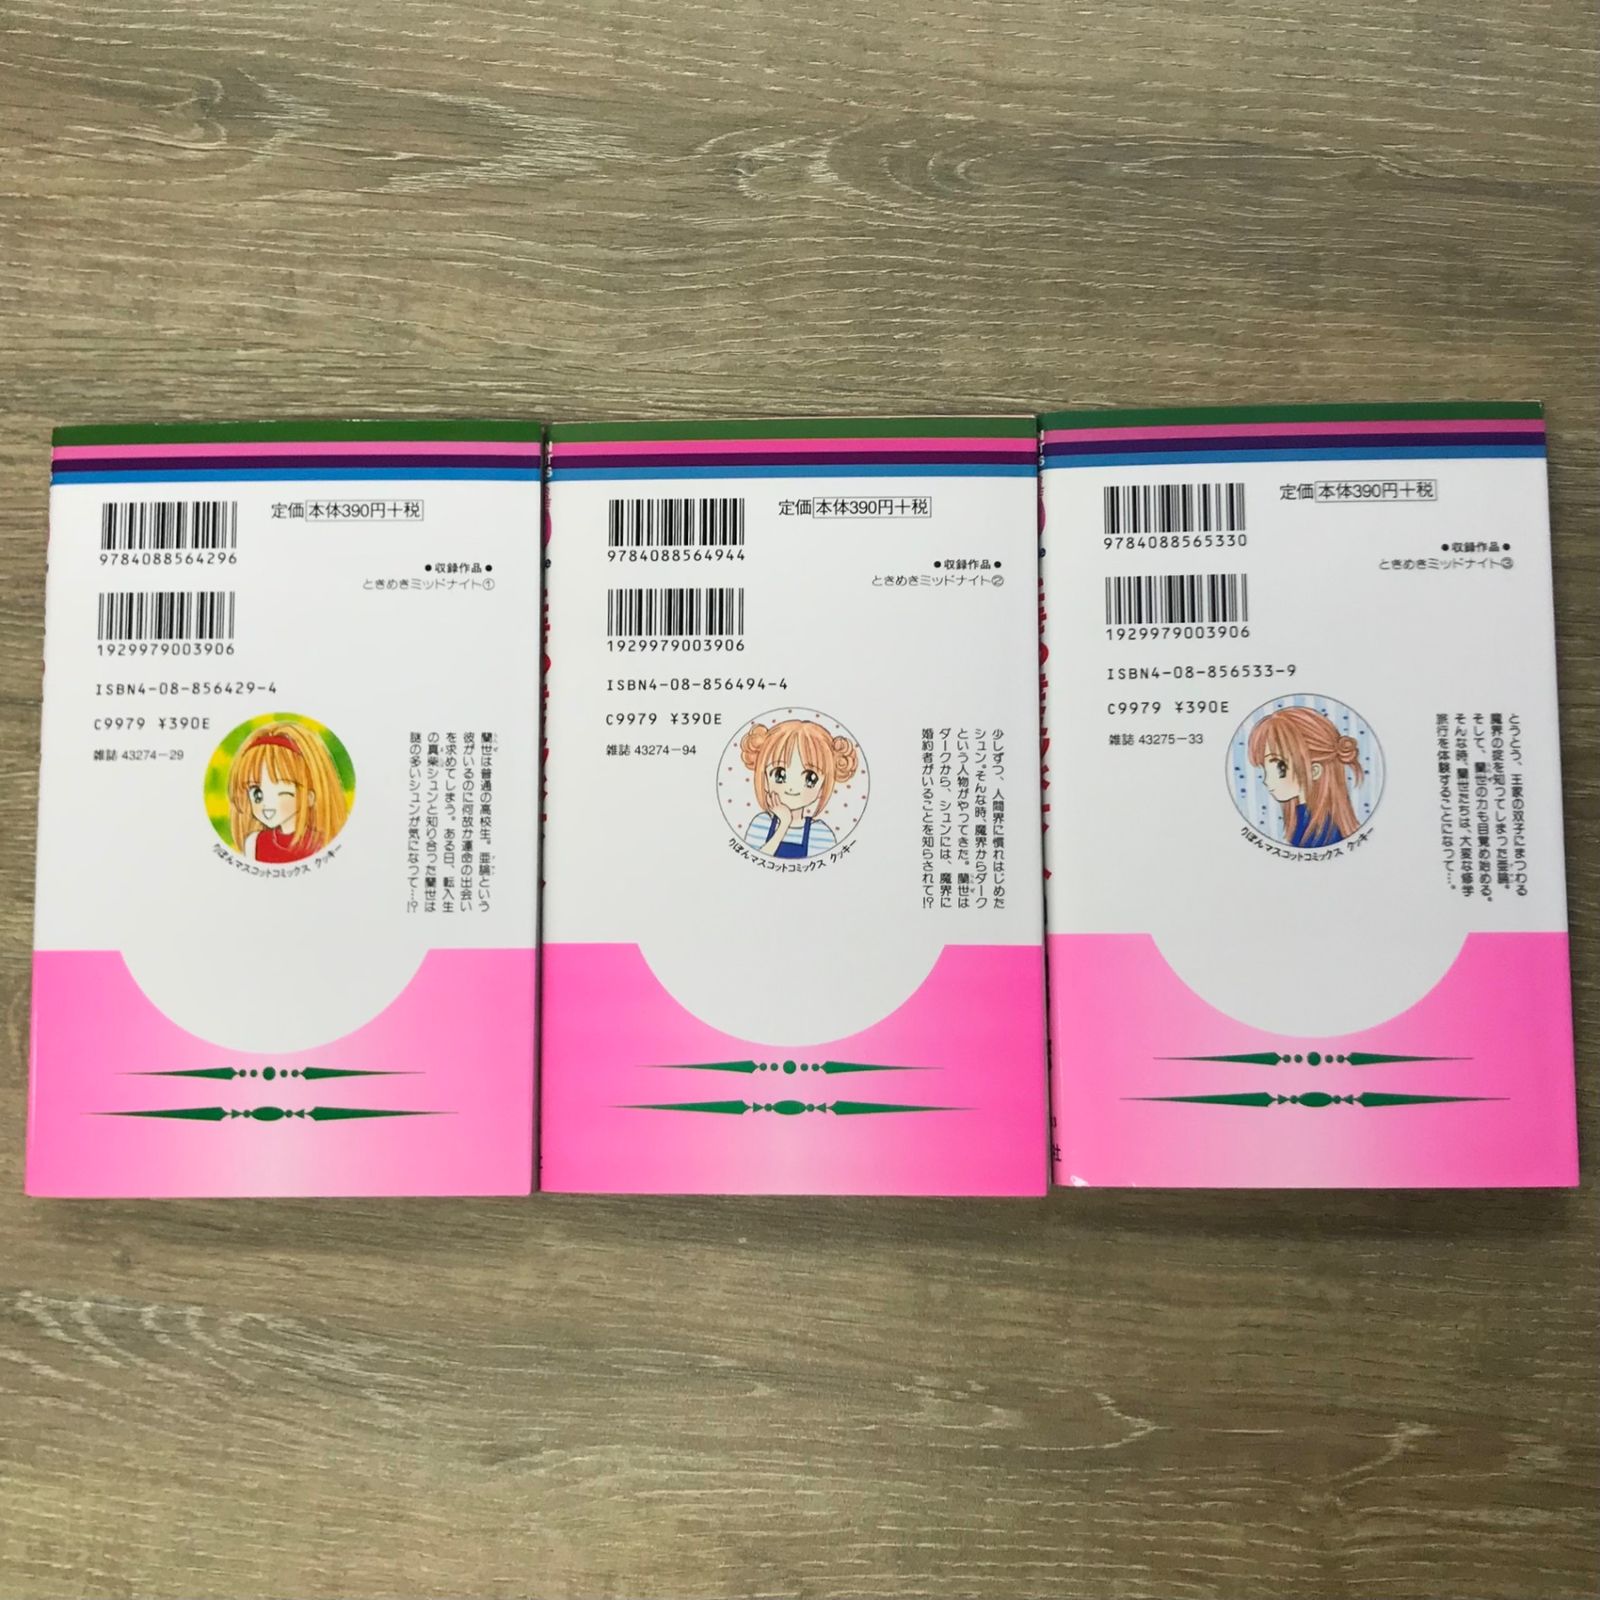 9784088564296
定価 本体390円+税
●収録作品●
ときめきミッドナイト①
1929979003906
ISBN4-08-856429-4
C9979 ¥390E
雑誌 43274-29
りぼんマスコットコミックス クッキー
蘭世は普通の高校生。亜論という
彼がいるのに何故か運命の出会い
を求めてしまう。ある日、転入生
の真柴シュンと知り合った蘭世は
謎の多いシュンが気になって…!?
9784088564944
定価 本体390円+税
●収録作品●
ときめきミッドナイト②
1929979003906
ISBN4-08-856494-4
C9979 ¥390E
雑誌 43274-94
りぼんマスコットコミックス クッキー
少しずつ、人間界に慣れはじめた
シュン。そんな時、魔界からダーク
という人物がやってきた。蘭世は
ダークから、シュンには、魔界に
婚約者がいることを知らされて!?
9784088565330
定価 本体390円+税
●収録作品●
ときめきミッドナイト③
1929979003906
ISBN4-08-856533-9
C9979 ¥390E
雑誌 43275-33
りぼんマスコットコミックス クッキー
とうとう、王家の双子にまつわる
魔界の掟を知ってしまった亜論。
そして、蘭世の力も目覚め始める。
そんな時、蘭世たちは、大変な修学
旅行を体験することになって…。